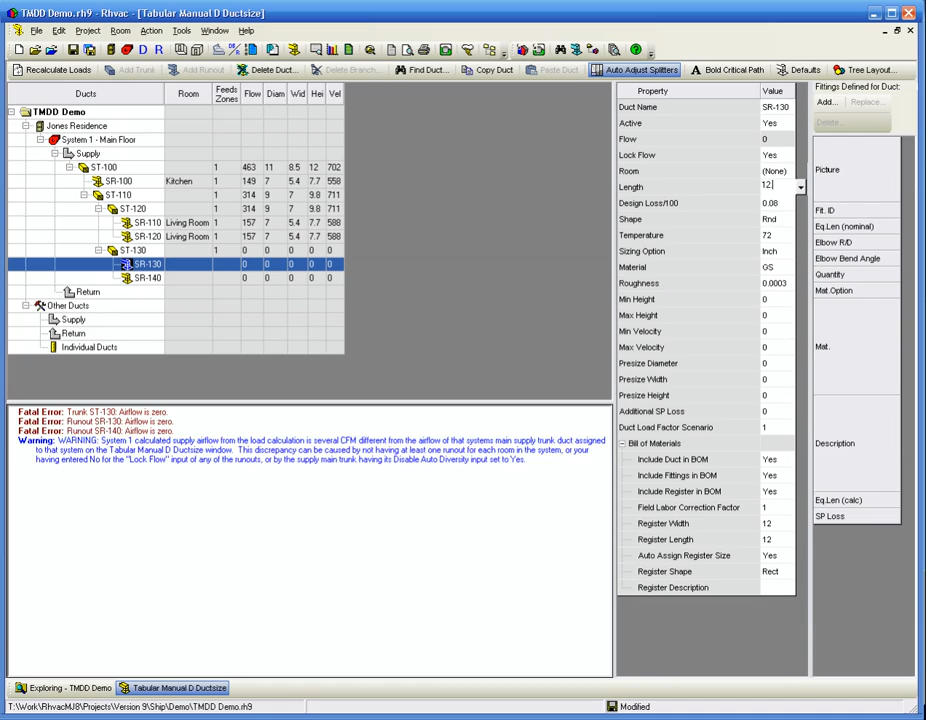 TMDD Demo.rh9 - Rhvac - [Tabular Manual D Ductsize]
File Edit Project Room Action Tools Window Help
Recalculate Loads Add Trunk Add Runout Delete Duct... Delete Branch... Find Duct... Copy Duct Paste Duct Auto Adjust Splitters Bold Critical Path Defaults Tree Layout...
Ducts Room Feeds Zones Flow Diam Wid Hei Vel
TMDD Demo
Jones Residence
System 1 - Main Floor
Supply
ST-100 1 463 11 8.5 12 702
SR-100 Kitchen 1 149 7 5.4 7.7 558
ST-110 1 314 9 7 9.8 711
ST-120 1 314 9 7 9.8 711
SR-110 Living Room 1 157 7 5.4 7.7 588
SR-120 Living Room 1 157 7 5.4 7.7 588
ST-130 1 0 0 0 0 0
SR-130 0 0 0 0 0
SR-140 0 0 0 0 0
Return
Other Ducts
Supply
Return
Individual Ducts
Property Value
Duct Name SR-130
Active Yes
Flow 0
Lock Flow Yes
Room (None)
Length 12
Design Loss/100 0.08
Shape Rnd
Temperature 72
Sizing Option Inch
Material GS
Roughness 0.0003
Min Height 0
Max Height 0
Min Velocity 0
Max Velocity 0
Presize Diameter 0
Presize Width 0
Presize Height 0
Additional SP Loss 0
Duct Load Factor Scenario 1
Bill of Materials
Include Duct in BOM Yes
Include Fittings in BOM Yes
Include Register in BOM Yes
Field Labor Correction Factor 1
Register Width 12
Register Length 12
Auto Assign Register Size Yes
Register Shape Rect
Register Description
Fittings Defined for Duct:
Add... Replace...
Delete...
Picture
Fit. ID
Eq.Len (nominal)
Elbow R/D
Elbow Bend Angle
Quantity
Mat.Option
Mat.
Description
Eq.Len (calc)
SP Loss
Fatal Error: Trunk ST-130: Airflow is zero.
Fatal Error: Runout SR-130: Airflow is zero.
Fatal Error: Runout SR-140: Airflow is zero.
Warning: WARNING: System 1 calculated supply airflow from the load calculation is several CFM different from the airflow of that systems main supply trunk duct assigned
to that system on the Tabular Manual D Ductsize window. This discrepancy can be caused by not having at least one runout for each room in the system, or your
having entered No for the "Lock Flow" input of any of the runouts, or by the supply main trunk having its Disable Auto Diversity input set to Yes.
Exploring - TMDD Demo Tabular Manual D Ductsize
T:\Work\RhvacMJ8\Projects\Version 9\Ship\Demo\TMDD Demo.rh9 Modified